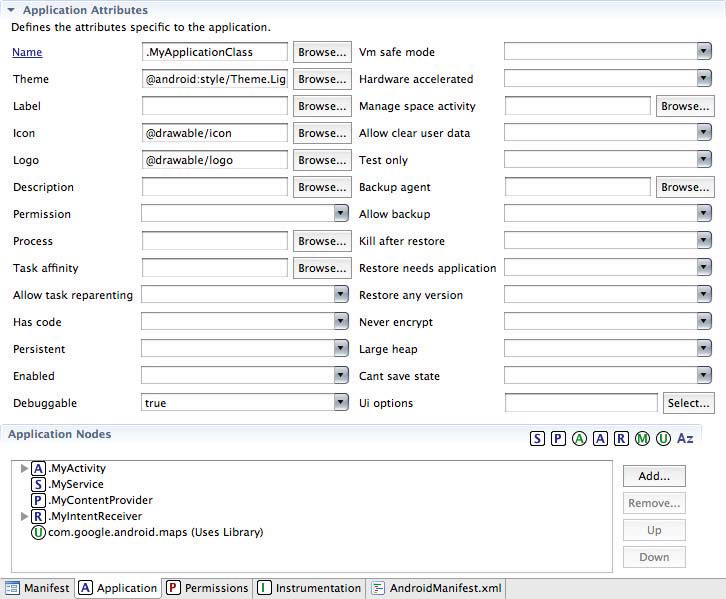 Application Attributes
Defines the attributes specific to the application.
Name .MyApplicationClass Browse... Vm safe mode
Theme @android:style/Theme.Lig Browse... Hardware accelerated
Label Browse... Manage space activity Browse...
Icon @drawable/icon Browse... Allow clear user data
Logo @drawable/logo Browse... Test only
Description Browse... Backup agent Browse...
Permission Allow backup
Process Browse... Kill after restore
Task affinity Browse... Restore needs application
Allow task reparenting Restore any version
Has code Never encrypt
Persistent Large heap
Enabled Cant save state
Debuggable true Ui options Select...
Application Nodes S P A A R M U Az
A .MyActivity
S .MyService
P .MyContentProvider
R .MyIntentReceiver
U com.google.android.maps (Uses Library)
Add...
Remove...
Up
Down
Manifest A Application P Permissions I Instrumentation AndroidManifest.xml